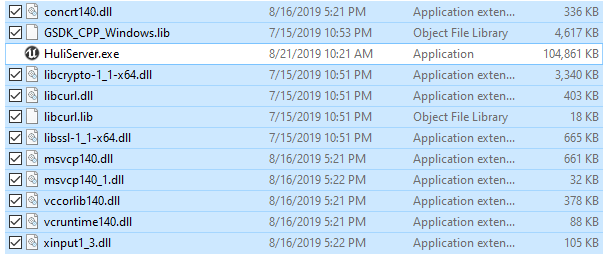 concrt140.dll 8/16/2019 5:21 PM Application exten... 336 KB
GSDK_CPP_Windows.lib 7/15/2019 10:53 PM Object File Library 4,617 KB
HuliServer.exe 8/21/2019 10:21 AM Application 104,861 KB
libcrypto-1_1-x64.dll 7/15/2019 10:51 PM Application exten... 3,340 KB
libcurl.dll 7/15/2019 10:51 PM Application exten... 403 KB
libcurl.lib 7/15/2019 10:51 PM Object File Library 18 KB
libssl-1_1-x64.dll 7/15/2019 10:51 PM Application exten... 665 KB
msvcp140.dll 8/16/2019 5:21 PM Application exten... 661 KB
msvcp140_1.dll 8/16/2019 5:22 PM Application exten... 32 KB
vccorlib140.dll 8/16/2019 5:21 PM Application exten... 378 KB
vcruntime140.dll 8/16/2019 5:21 PM Application exten... 88 KB
xinput1_3.dll 8/16/2019 5:22 PM Application exten... 105 KB